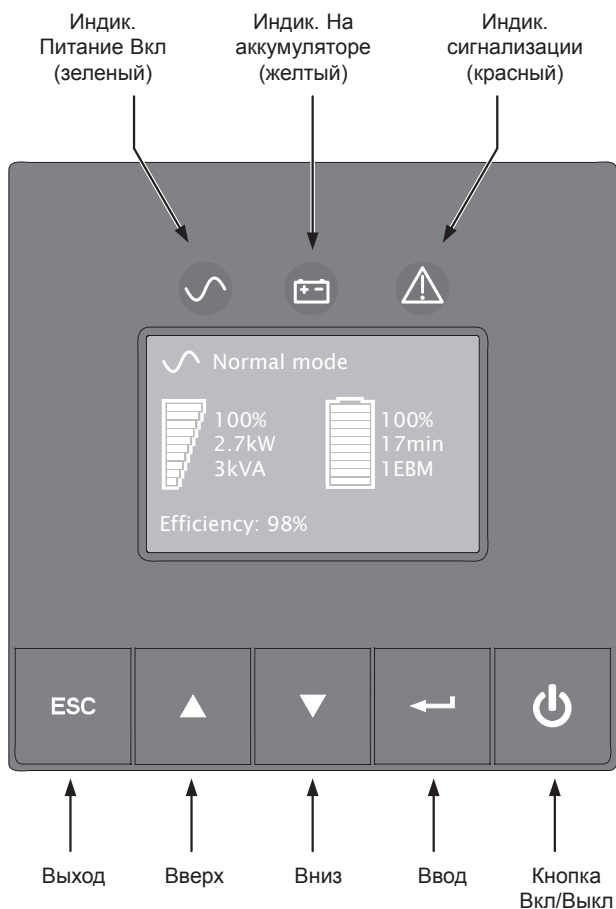 Индик.
Питание Вкл
(зеленый)
Индик. На
аккумуляторе
(желтый)
Индик.
сигнализации
(красный)
Normal mode
100%
2.7kW
3kVA
100%
17min
1EBM
Efficiency: 98%
ESC
Выход
Вверх
Вниз
Ввод
Кнопка
Вкл/Выкл